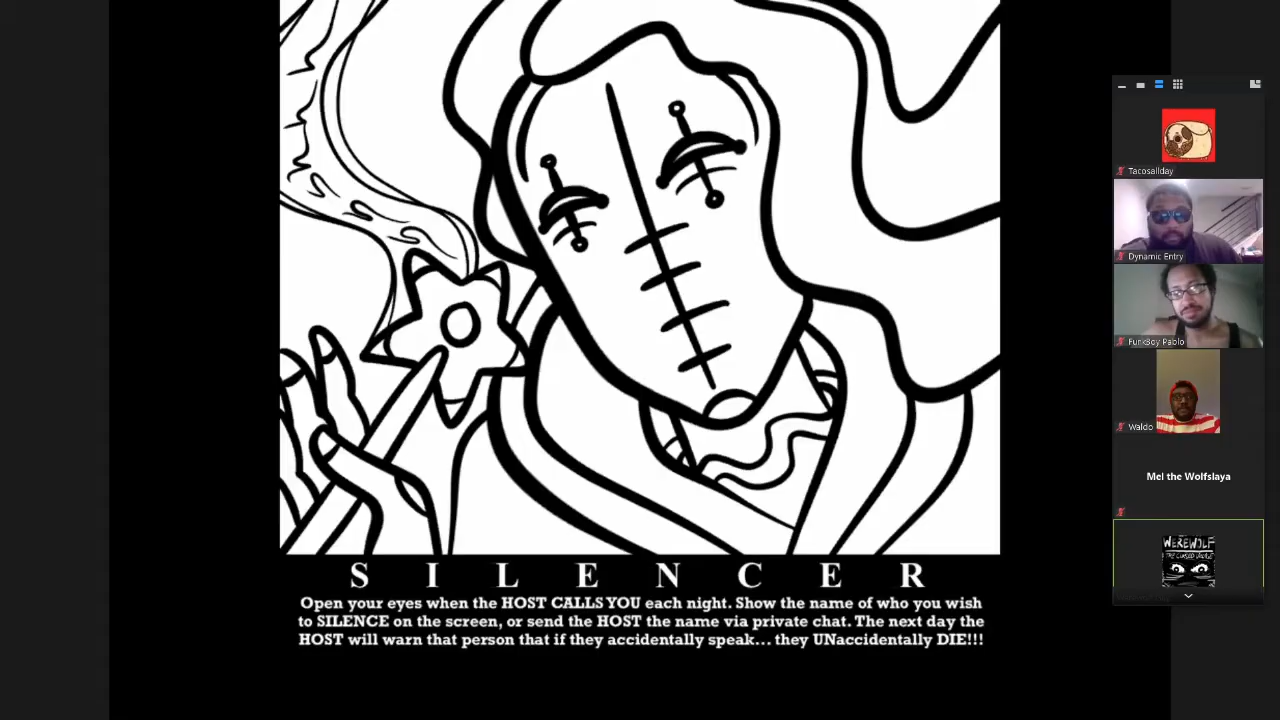 Tacosallday
Dynamic Entry
FunkBoy Pablo
Waldo
Mel the Wolfslaya
WEREWOLF
S I L E N C E R
Open your eyes when the HOST CALLS YOU each night. Show the name of who you wish
to SILENCE on the screen, or send the HOST the name via private chat. The next day the
HOST will warn that person that if they accidentally speak... they UNaccidentally DIE!!!